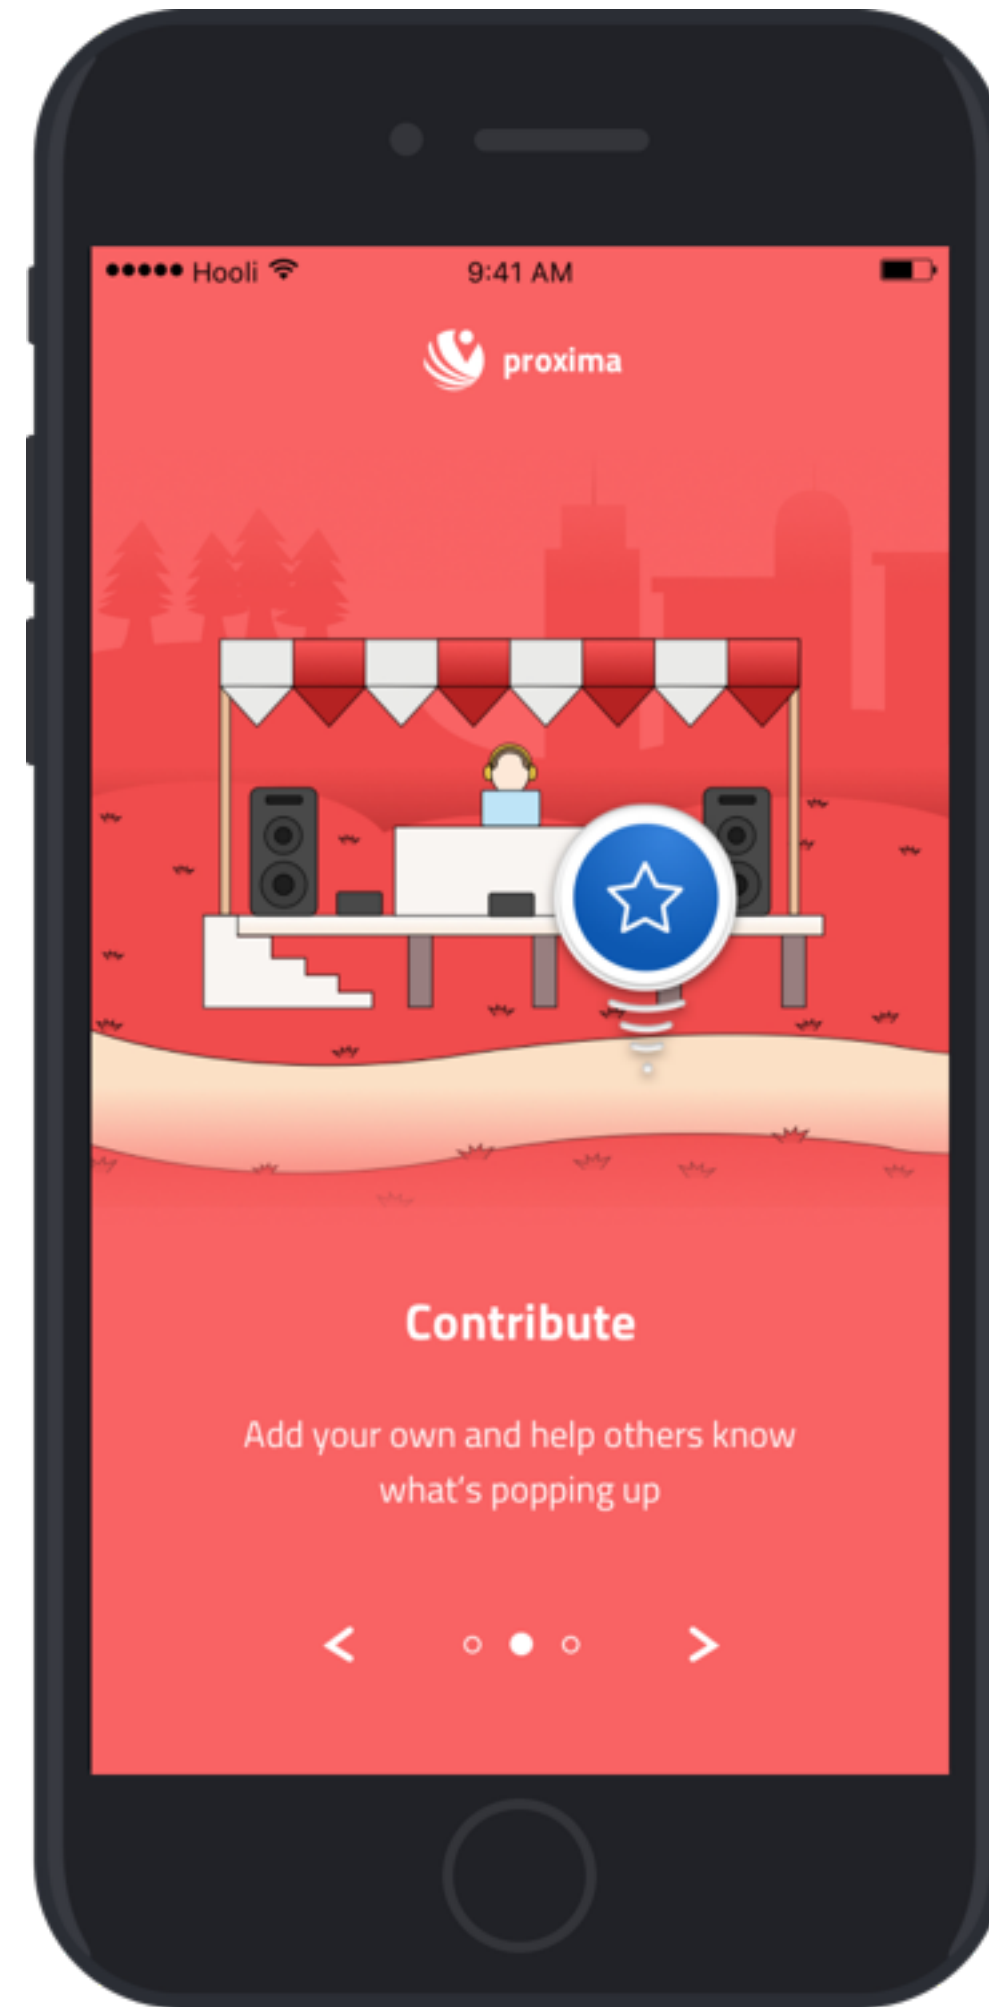 Hooli 9:41 AM
proxima
Contribute
Add your own and help others know
what's popping up